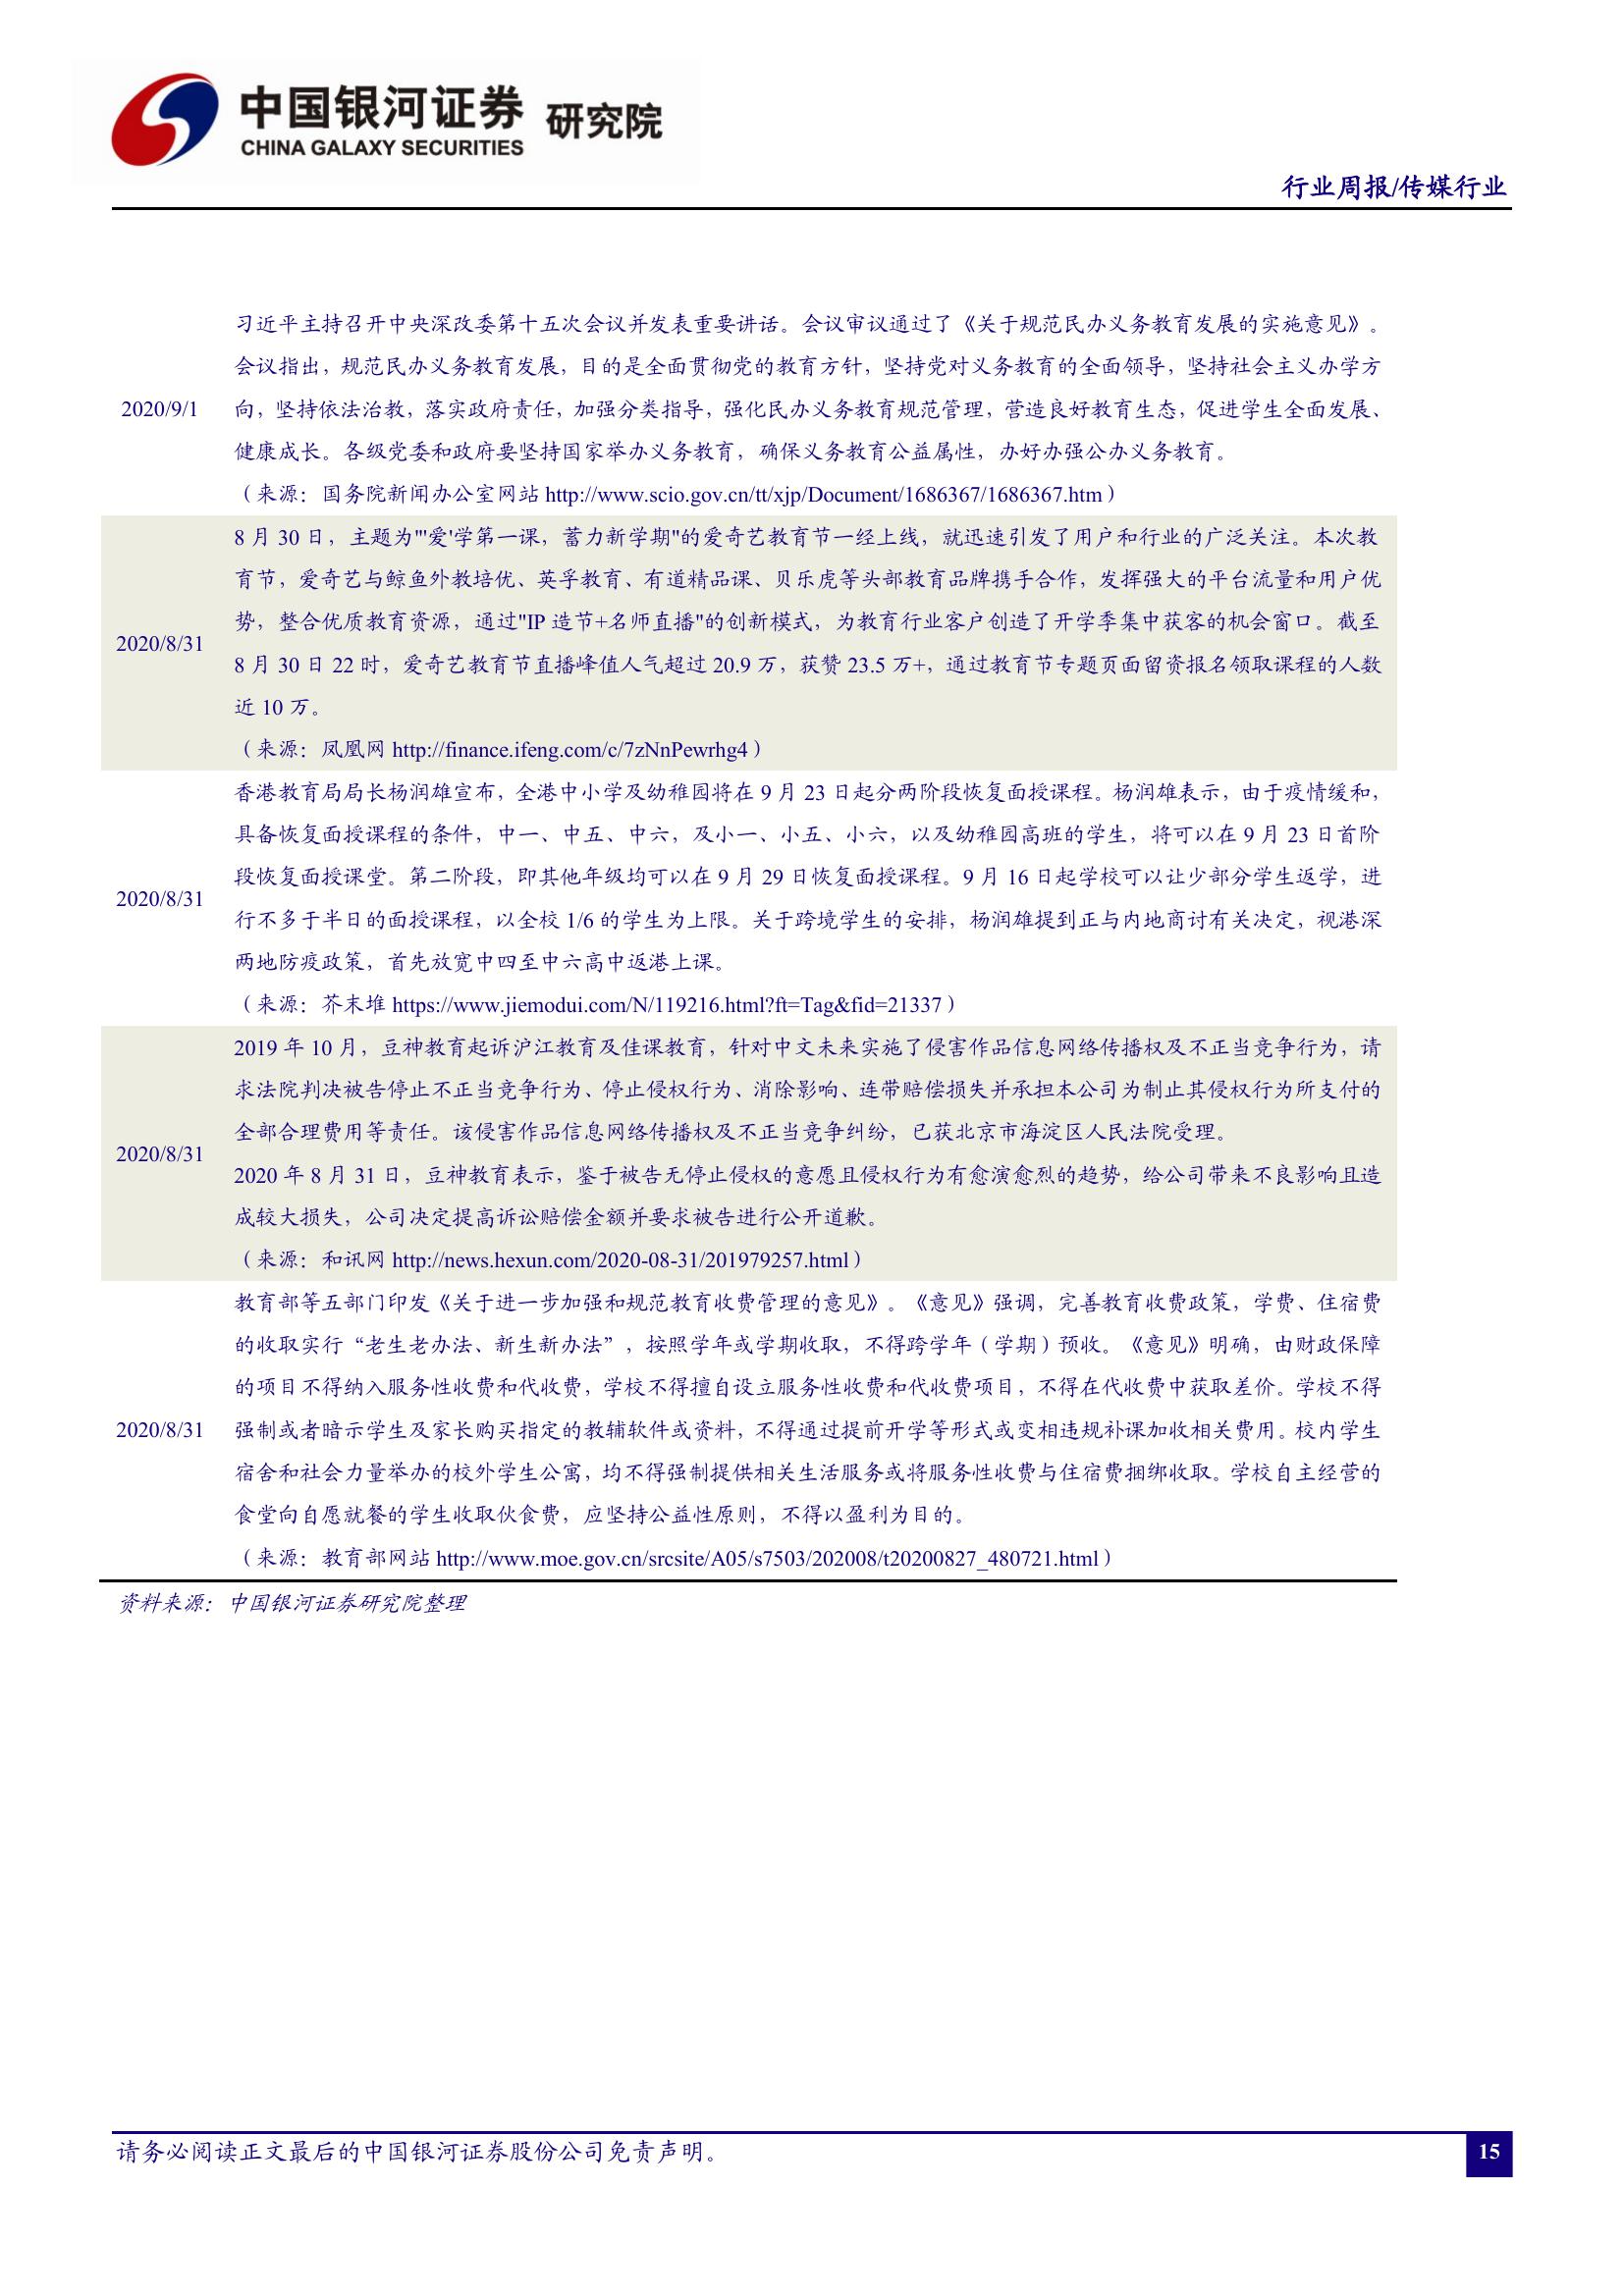 中国银河证券 研究院
CHINA GALAXY SECURITIES
行业周报/传媒行业
习近平主持召开中央深改委第十五次会议并发表重要讲话。会议审议通过了《关于规范民办义务教育发展的实施意见》。
会议指出，规范民办义务教育发展，目的是全面贯彻党的教育方针，坚持党对义务教育的全面领导，坚持社会主义办学方
2020/9/1
向，坚持依法治教，落实政府责任，加强分类指导，强化民办义务教育规范管理，营造良好教育生态，促进学生全面发展、
健康成长。各级党委和政府要坚持国家举办义务教育，确保义务教育公益属性，办好办强公办义务教育。
（来源：国务院新闻办公室网站 http://www.scio.gov.cn/tt/xjp/Document/1686367/1686367.htm）
8 月 30 日，主题为"'爱'学第一课，蓄力新学期"的爱奇艺教育节一经上线，就迅速引发了用户和行业的广泛关注。本次教
育节，爱奇艺与鲸鱼外教培优、英孚教育、有道精品课、贝乐虎等头部教育品牌携手合作，发挥强大的平台流量和用户优
势，整合优质教育资源，通过"IP 造节+名师直播"的创新模式，为教育行业客户创造了开学季集中获客的机会窗口。截至
2020/8/31
8 月 30 日 22 时，爱奇艺教育节直播峰值人气超过 20.9 万，获赞 23.5 万+，通过教育节专题页面留资报名领取课程的人数
近 10 万。
（来源：凤凰网 http://finance.ifeng.com/c/7zNnPewrhg4）
香港教育局局长杨润雄宣布，全港中小学及幼稚园将在 9 月 23 日起分两阶段恢复面授课程。杨润雄表示，由于疫情缓和，
具备恢复面授课程的条件，中一、中五、中六，及小一、小五、小六，以及幼稚园高班的学生，将可以在 9 月 23 日首阶
段恢复面授课堂。第二阶段，即其他年级均可以在 9 月 29 日恢复面授课程。9 月 16 日起学校可以让少部分学生返学，进
2020/8/31
行不多于半日的面授课程，以全校 1/6 的学生为上限。关于跨境学生的安排，杨润雄提到正与内地商讨有关决定，视港深
两地防疫政策，首先放宽中四至中六高中返港上课。
（来源：芥末堆 https://www.jiemodui.com/N/119216.html?ft=Tag&fid=21337）
2019 年 10 月，豆神教育起诉沪江教育及佳课教育，针对中文未来实施了侵害作品信息网络传播权及不正当竞争行为，请
求法院判决被告停止不正当竞争行为、停止侵权行为、消除影响、连带赔偿损失并承担本公司为制止其侵权行为所支付的
全部合理费用等责任。该侵害作品信息网络传播权及不正当竞争纠纷，已获北京市海淀区人民法院受理。
2020/8/31
2020 年 8 月 31 日，豆神教育表示，鉴于被告无停止侵权的意愿且侵权行为有愈演愈烈的趋势，给公司带来不良影响且造
成较大损失，公司决定提高诉讼赔偿金额并要求被告进行公开道歉。
（来源：和讯网 http://news.hexun.com/2020-08-31/201979257.html）
教育部等五部门印发《关于进一步加强和规范教育收费管理的意见》。《意见》强调，完善教育收费政策，学费、住宿费
的收取实行“老生老办法、新生新办法”，按照学年或学期收取，不得跨学年（学期）预收。《意见》明确，由财政保障
的项目不得纳入服务性收费和代收费，学校不得擅自设立服务性收费和代收费项目，不得在代收费中获取差价。学校不得
2020/8/31
强制或者暗示学生及家长购买指定的教辅软件或资料，不得通过提前开学等形式或变相违规补课加收相关费用。校内学生
宿舍和社会力量举办的校外学生公寓，均不得强制提供相关生活服务或将服务性收费与住宿费捆绑收取。学校自主经营的
食堂向自愿就餐的学生收取伙食费，应坚持公益性原则，不得以盈利为目的。
（来源：教育部网站 http://www.moe.gov.cn/srcsite/A05/s7503/202008/t20200827_480721.html）
资料来源：中国银河证券研究院整理
请务必阅读正文最后的中国银河证券股份公司免责声明。
15